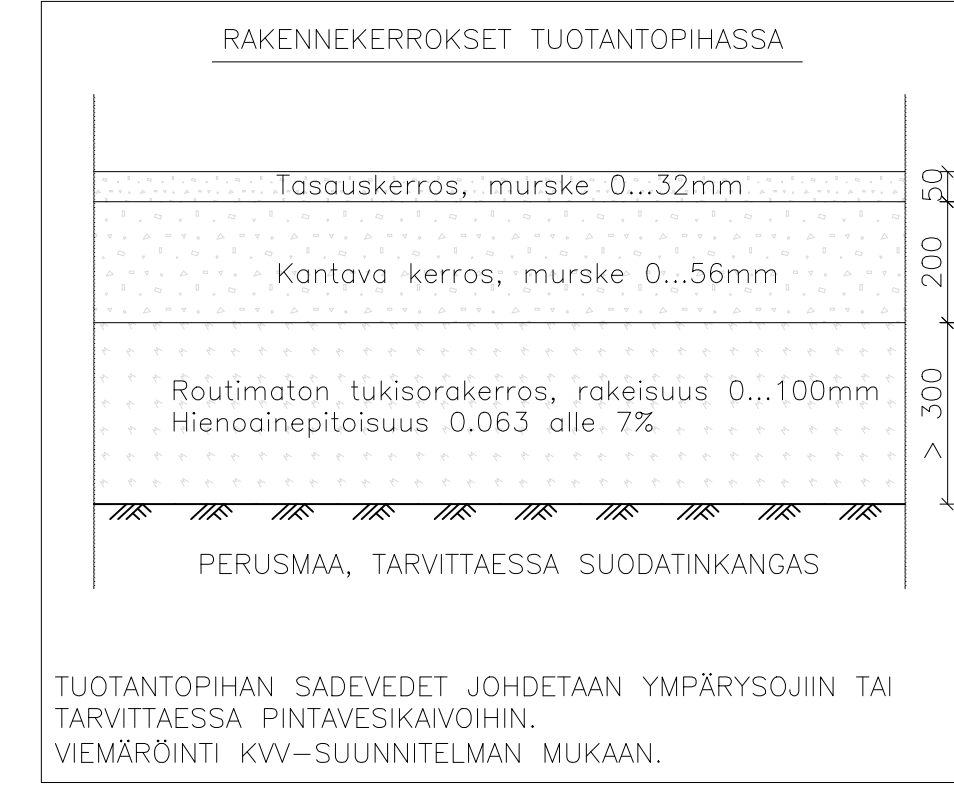 RAKENNEKERROKSET TUOTANTOPIHASSA
Tasauskerros, murske 0...32mm
50
Kantava kerros, murske 0...56mm
200
Routimaton tukisorakerros, rakeisuus 0...100mm
Hienoainepitoisuus 0.063 alle 7%
> 300
PERUSMAA, TARVITTAESSA SUODATINKANGAS
TUOTANTOPIHAN SADEVEDET JOHDETAAN YMPÄRYSOJIIN TAI
TARVITTAESSA PINTAVESIKAIVOIHIN.
VIEMÄRÖINTI KVV-SUUNNITELMAN MUKAAN.